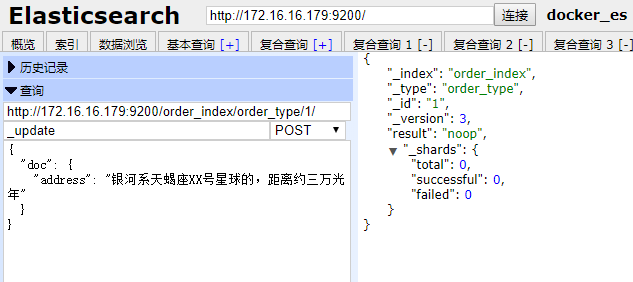 Elasticsearch http://172.16.16.179:9200/ 连接 docker_es
概览 索引 数据浏览 基本查询 [+] 复合查询 [+] 复合查询 1 [-] 复合查询 2 [-] 复合查询 3 [-]
历史记录
查询
http://172.16.16.179:9200/order_index/order_type/1/
_update POST
{
"doc": {
"address": "银河系天蝎座XX号星球的，距离约三万光
年"
}
}
{
"_index": "order_index",
"_type": "order_type",
"_id": "1",
"_version": 3,
"result": "noop",
"_shards": {
"total": 0,
"successful": 0,
"failed": 0
}
}